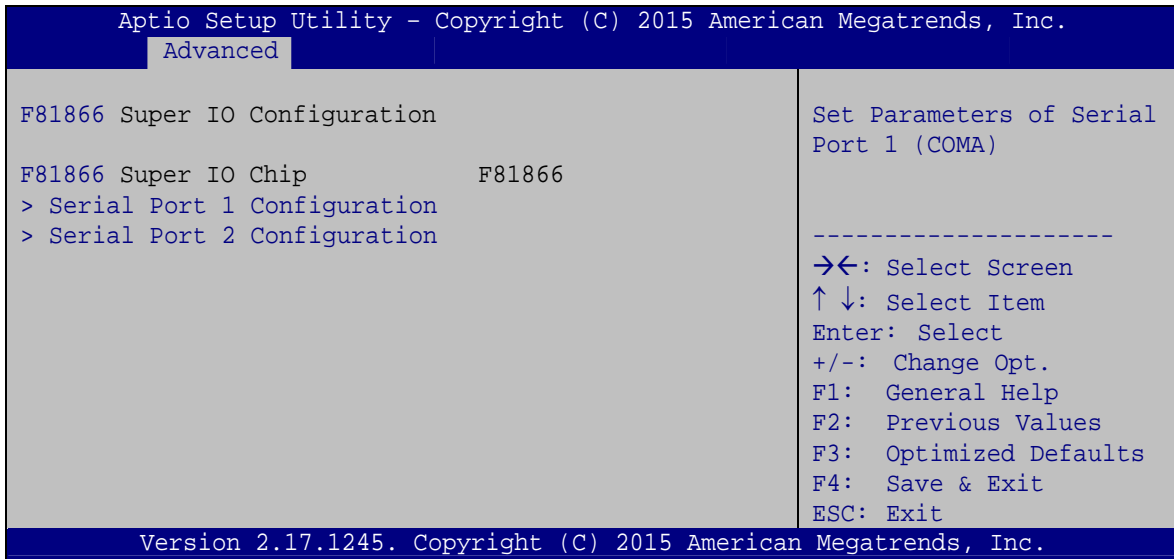 Aptio Setup Utility – Copyright (C) 2015 American Megatrends, Inc.
Advanced
F81866 Super IO Configuration
F81866 Super IO Chip F81866
> Serial Port 1 Configuration
> Serial Port 2 Configuration
Set Parameters of Serial
Port 1 (COMA)
---------------------
→←: Select Screen
↑ ↓: Select Item
Enter: Select
+/-: Change Opt.
F1: General Help
F2: Previous Values
F3: Optimized Defaults
F4: Save & Exit
ESC: Exit
Version 2.17.1245. Copyright (C) 2015 American Megatrends, Inc.